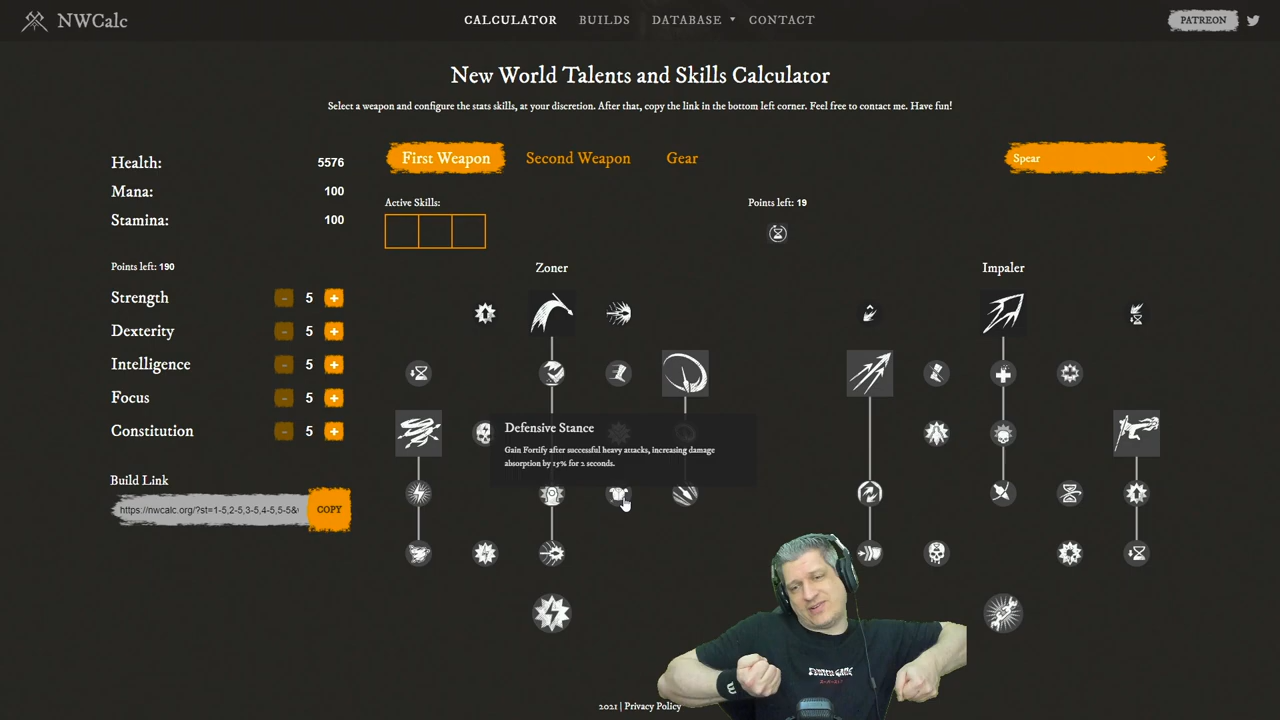 NWCalc
CALCULATOR
BUILDS
DATABASE
CONTACT
PATREON
New World Talents and Skills Calculator
Select a weapon and configure the stats skills, at your discretion. After that, copy the link in the bottom left corner. Feel free to contact me. Have fun!
Health: 5576
Mana: 100
Stamina: 100
Points left: 190
Strength - 5 +
Dexterity - 5 +
Intelligence - 5 +
Focus - 5 +
Constitution - 5 +
Build Link
https://nwcalc.org/?st=1-5,2-5,3-5,4-5,5-5&
COPY
First Weapon
Second Weapon
Gear
Spear
Active Skills:
Points left: 19
Zoner
Impaler
Defensive Stance
Gain Fortify after successful heavy attacks, increasing damage
absorption by 15% for 2 seconds.
2021 | Privacy Policy